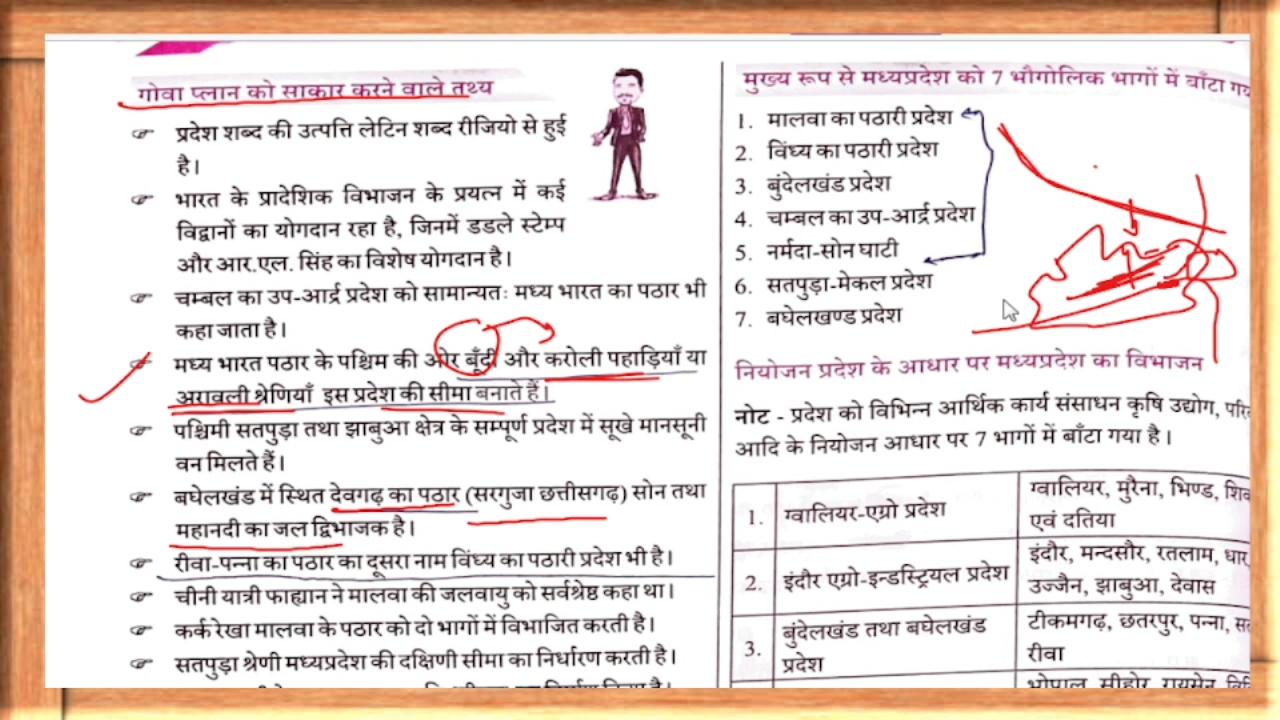 गोवा प्लान को साकार करने वाले तथ्य
☞ प्रदेश शब्द की उत्पत्ति लेटिन शब्द रीजियो से हुई
है।
☞ भारत के प्रादेशिक विभाजन के प्रयत्न में कई
विद्वानों का योगदान रहा है, जिनमें डडले स्टेम्प
और आर.एल. सिंह का विशेष योगदान है।
☞ चम्बल का उप-आर्द्र प्रदेश को सामान्यतः मध्य भारत का पठार भी
कहा जाता है।
☞ मध्य भारत पठार के पश्चिम की ओर बूँदी और करोली पहाड़ियाँ या
अरावली श्रेणियाँ इस प्रदेश की सीमा बनाते हैं।
☞ पश्चिमी सतपुड़ा तथा झाबुआ क्षेत्र के सम्पूर्ण प्रदेश में सूखे मानसूनी
वन मिलते हैं।
☞ बघेलखंड में स्थित देवगढ़ का पठार (सरगुजा छत्तीसगढ़) सोन तथा
महानदी का जल द्विभाजक है।
☞ रीवा-पन्ना का पठार का दूसरा नाम विंध्य का पठारी प्रदेश भी है।
☞ चीनी यात्री फाह्यान ने मालवा की जलवायु को सर्वश्रेष्ठ कहा था।
☞ कर्क रेखा मालवा के पठार को दो भागों में विभाजित करती है।
☞ सतपुड़ा श्रेणी मध्यप्रदेश की दक्षिणी सीमा का निर्धारण करती है।
मुख्य रूप से मध्यप्रदेश को 7 भौगोलिक भागों में बाँटा
1. मालवा का पठारी प्रदेश
2. विंध्य का पठारी प्रदेश
3. बुंदेलखंड प्रदेश
4. चम्बल का उप-आर्द्र प्रदेश
5. नर्मदा-सोन घाटी
6. सतपुड़ा-मेकल प्रदेश
7. बघेलखण्ड प्रदेश
नियोजन प्रदेश के आधार पर मध्यप्रदेश का विभाजन
नोट - प्रदेश को विभिन्न आर्थिक कार्य संसाधन कृषि उद्योग,
आदि के नियोजन आधार पर 7 भागों में बाँटा गया है।
1. ग्वालियर-एग्रो प्रदेश
ग्वालियर, मुरैना, भिण्ड,
एवं दतिया
2. इंदौर एग्रो-इन्डस्ट्रियल प्रदेश
इंदौर, मन्दसौर, रतलाम, धार
उज्जैन, झाबुआ, देवास
3. बुंदेलखंड तथा बघेलखंड
प्रदेश
टीकमगढ़, छतरपुर, पन्ना,
रीवा
भोपाल, सीहोर, रायसेन,